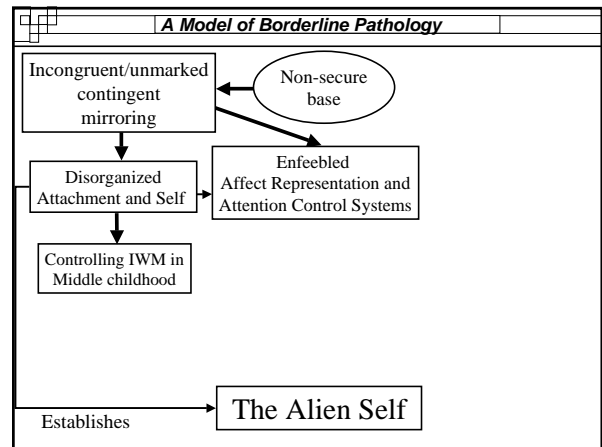 A Model of Borderline Pathology
Incongruent/unmarked
contingent
mirroring
Non-secure
base
Disorganized
Attachment and Self
Enfeebled
Affect Representation and
Attention Control Systems
Controlling IWM in
Middle childhood
The Alien Self
Establishes